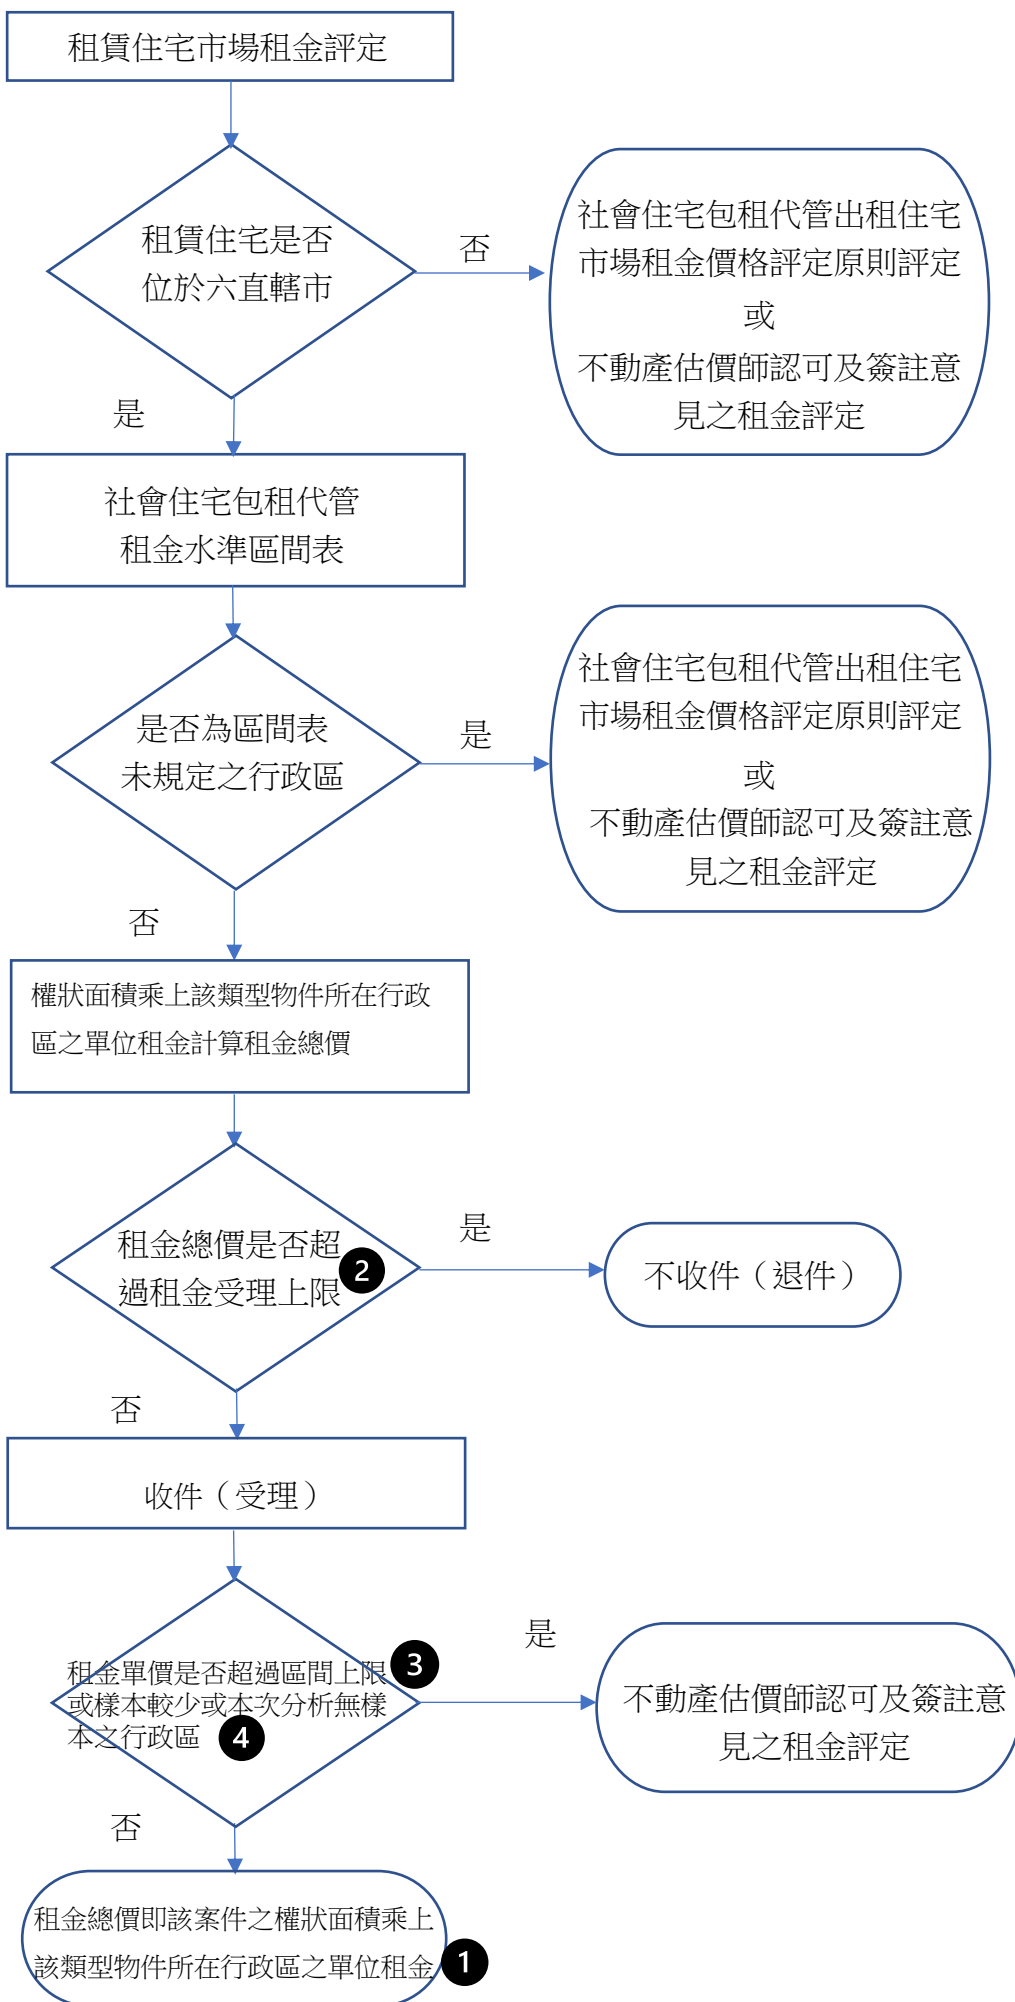 租賃住宅市場租金評定
租賃住宅是否
位於六直轄市
否
社會住宅包租代管出租住宅
市場租金價格評定原則評定
或
不動產估價師認可及簽註意
見之租金評定
是
社會住宅包租代管
租金水準區間表
是否為區間表
未規定之行政區
是
社會住宅包租代管出租住宅
市場租金價格評定原則評定
或
不動產估價師認可及簽註意
見之租金評定
否
權狀面積乘上該類型物件所在行政
區之單位租金計算租金總價
租金總價是否超
過租金受理上限
2
是
不收件（退件）
否
收件（受理）
租金單價是否超過區間上限
3
或樣本較少或本次分析無樣
本之行政區
4
是
不動產估價師認可及簽註意
見之租金評定
否
租金總價即該案件之權狀面積乘上
該類型物件所在行政區之單位租金
1